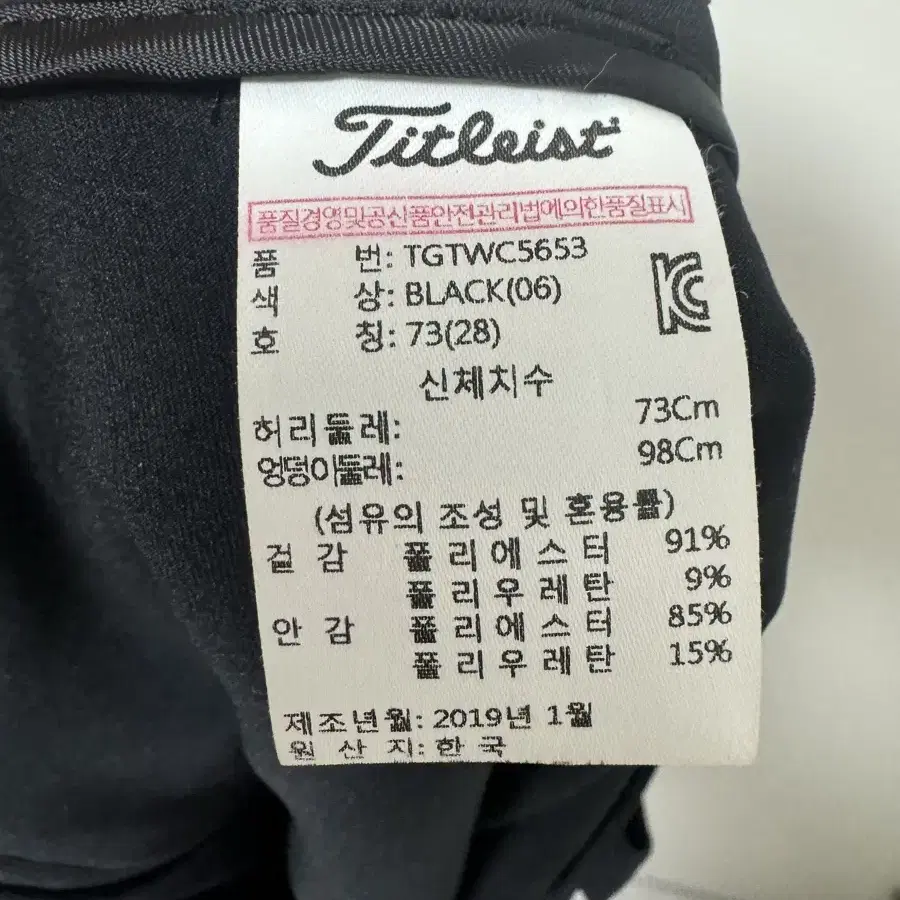 Titleist
품질경영및공산품안전관리법에의한품질표시
품 번: TGTWC5653
색 상: BLACK(06)
호 칭: 73(28)
신체치수
허리둘레: 73Cm
엉덩이둘레: 98Cm
(섬유의 조성 및 혼용률)
겉 감 폴리에스터 91%
폴리우레탄 9%
안 감 폴리에스터 85%
폴리우레탄 15%
제조년월: 2019년 1월
원 산 지: 한 국